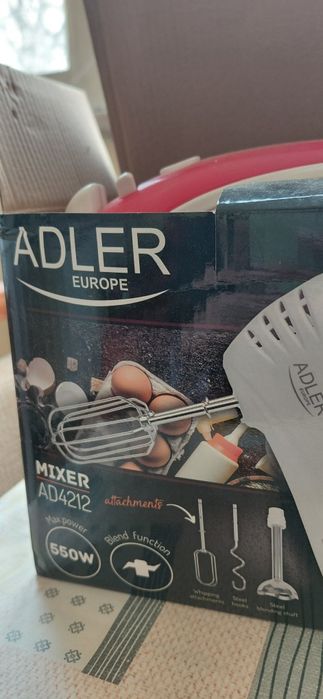 ADLER
EUROPE
ADLER
MIXER
AD4212
attachments
Max power
550W
Blend function
Whipping
attachments
Steel
hooks
Steel
blending shaft